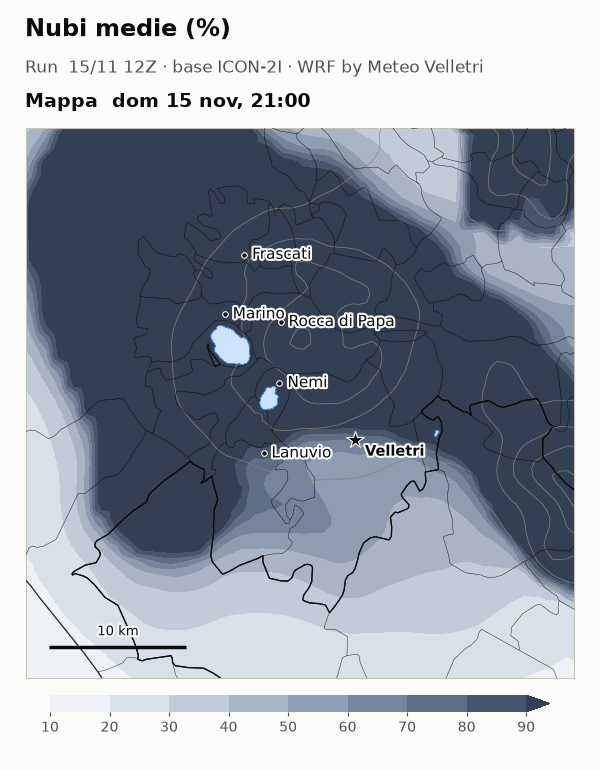 Nubi medie (%)
Run  15/11 12Z · base ICON-2I · WRF by Meteo Velletri
Mappa  dom 15 nov, 21:00
Frascati
Marino
Rocca di Papa
Nemi
Velletri
Lanuvio
10 km
10 20 30 40 50 60 70 80 90